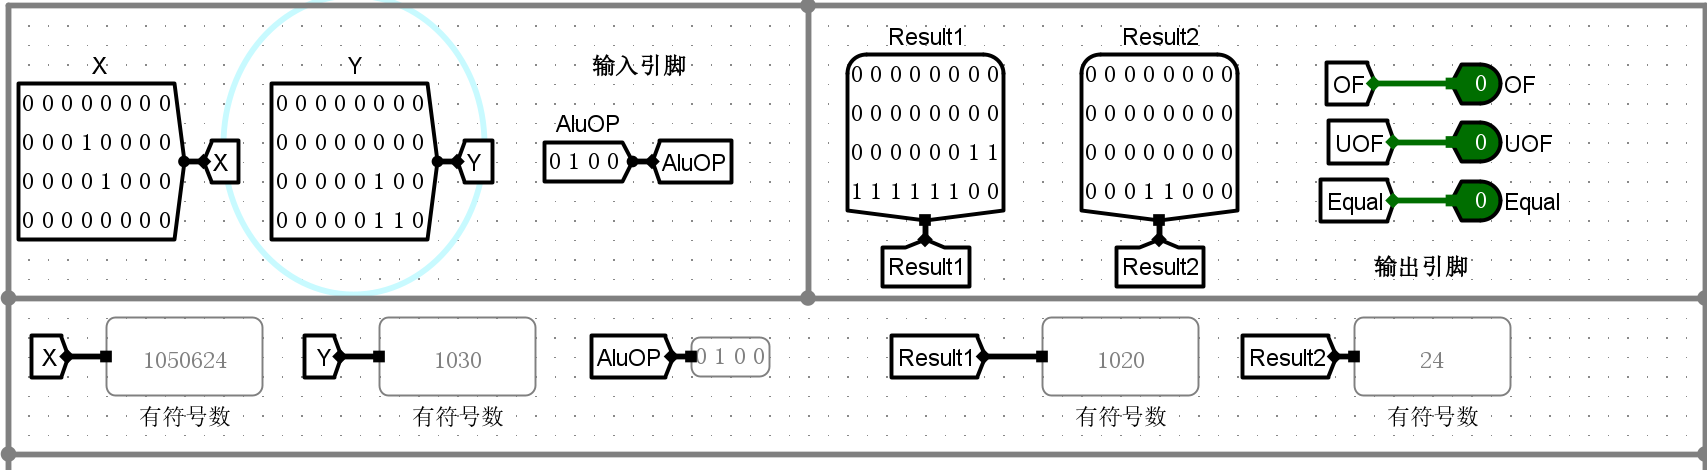 X
0 0 0 0 0 0 0 0
0 0 0 1 0 0 0 0
0 0 0 0 1 0 0 0
0 0 0 0 0 0 0 0
X
Y
0 0 0 0 0 0 0 0
0 0 0 0 0 0 0 0
0 0 0 0 0 1 0 0
0 0 0 0 0 1 1 0
Y
输入引脚
AluOP
0 1 0 0
AluOP
Result1
0 0 0 0 0 0 0 0
0 0 0 0 0 0 0 0
0 0 0 0 0 0 1 1
1 1 1 1 1 1 0 0
Result1
Result2
0 0 0 0 0 0 0 0
0 0 0 0 0 0 0 0
0 0 0 0 0 0 0 0
0 0 0 1 1 0 0 0
Result2
OF 0 OF
UOF 0 UOF
Equal 0 Equal
输出引脚
X 1050624
有符号数
Y 1030
有符号数
AluOP 0 1 0 0
Result1 1020
有符号数
Result2 24
有符号数